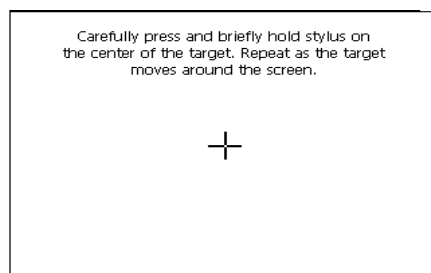 Carefully press and briefly hold stylus on
the center of the target. Repeat as the target
moves around the screen.